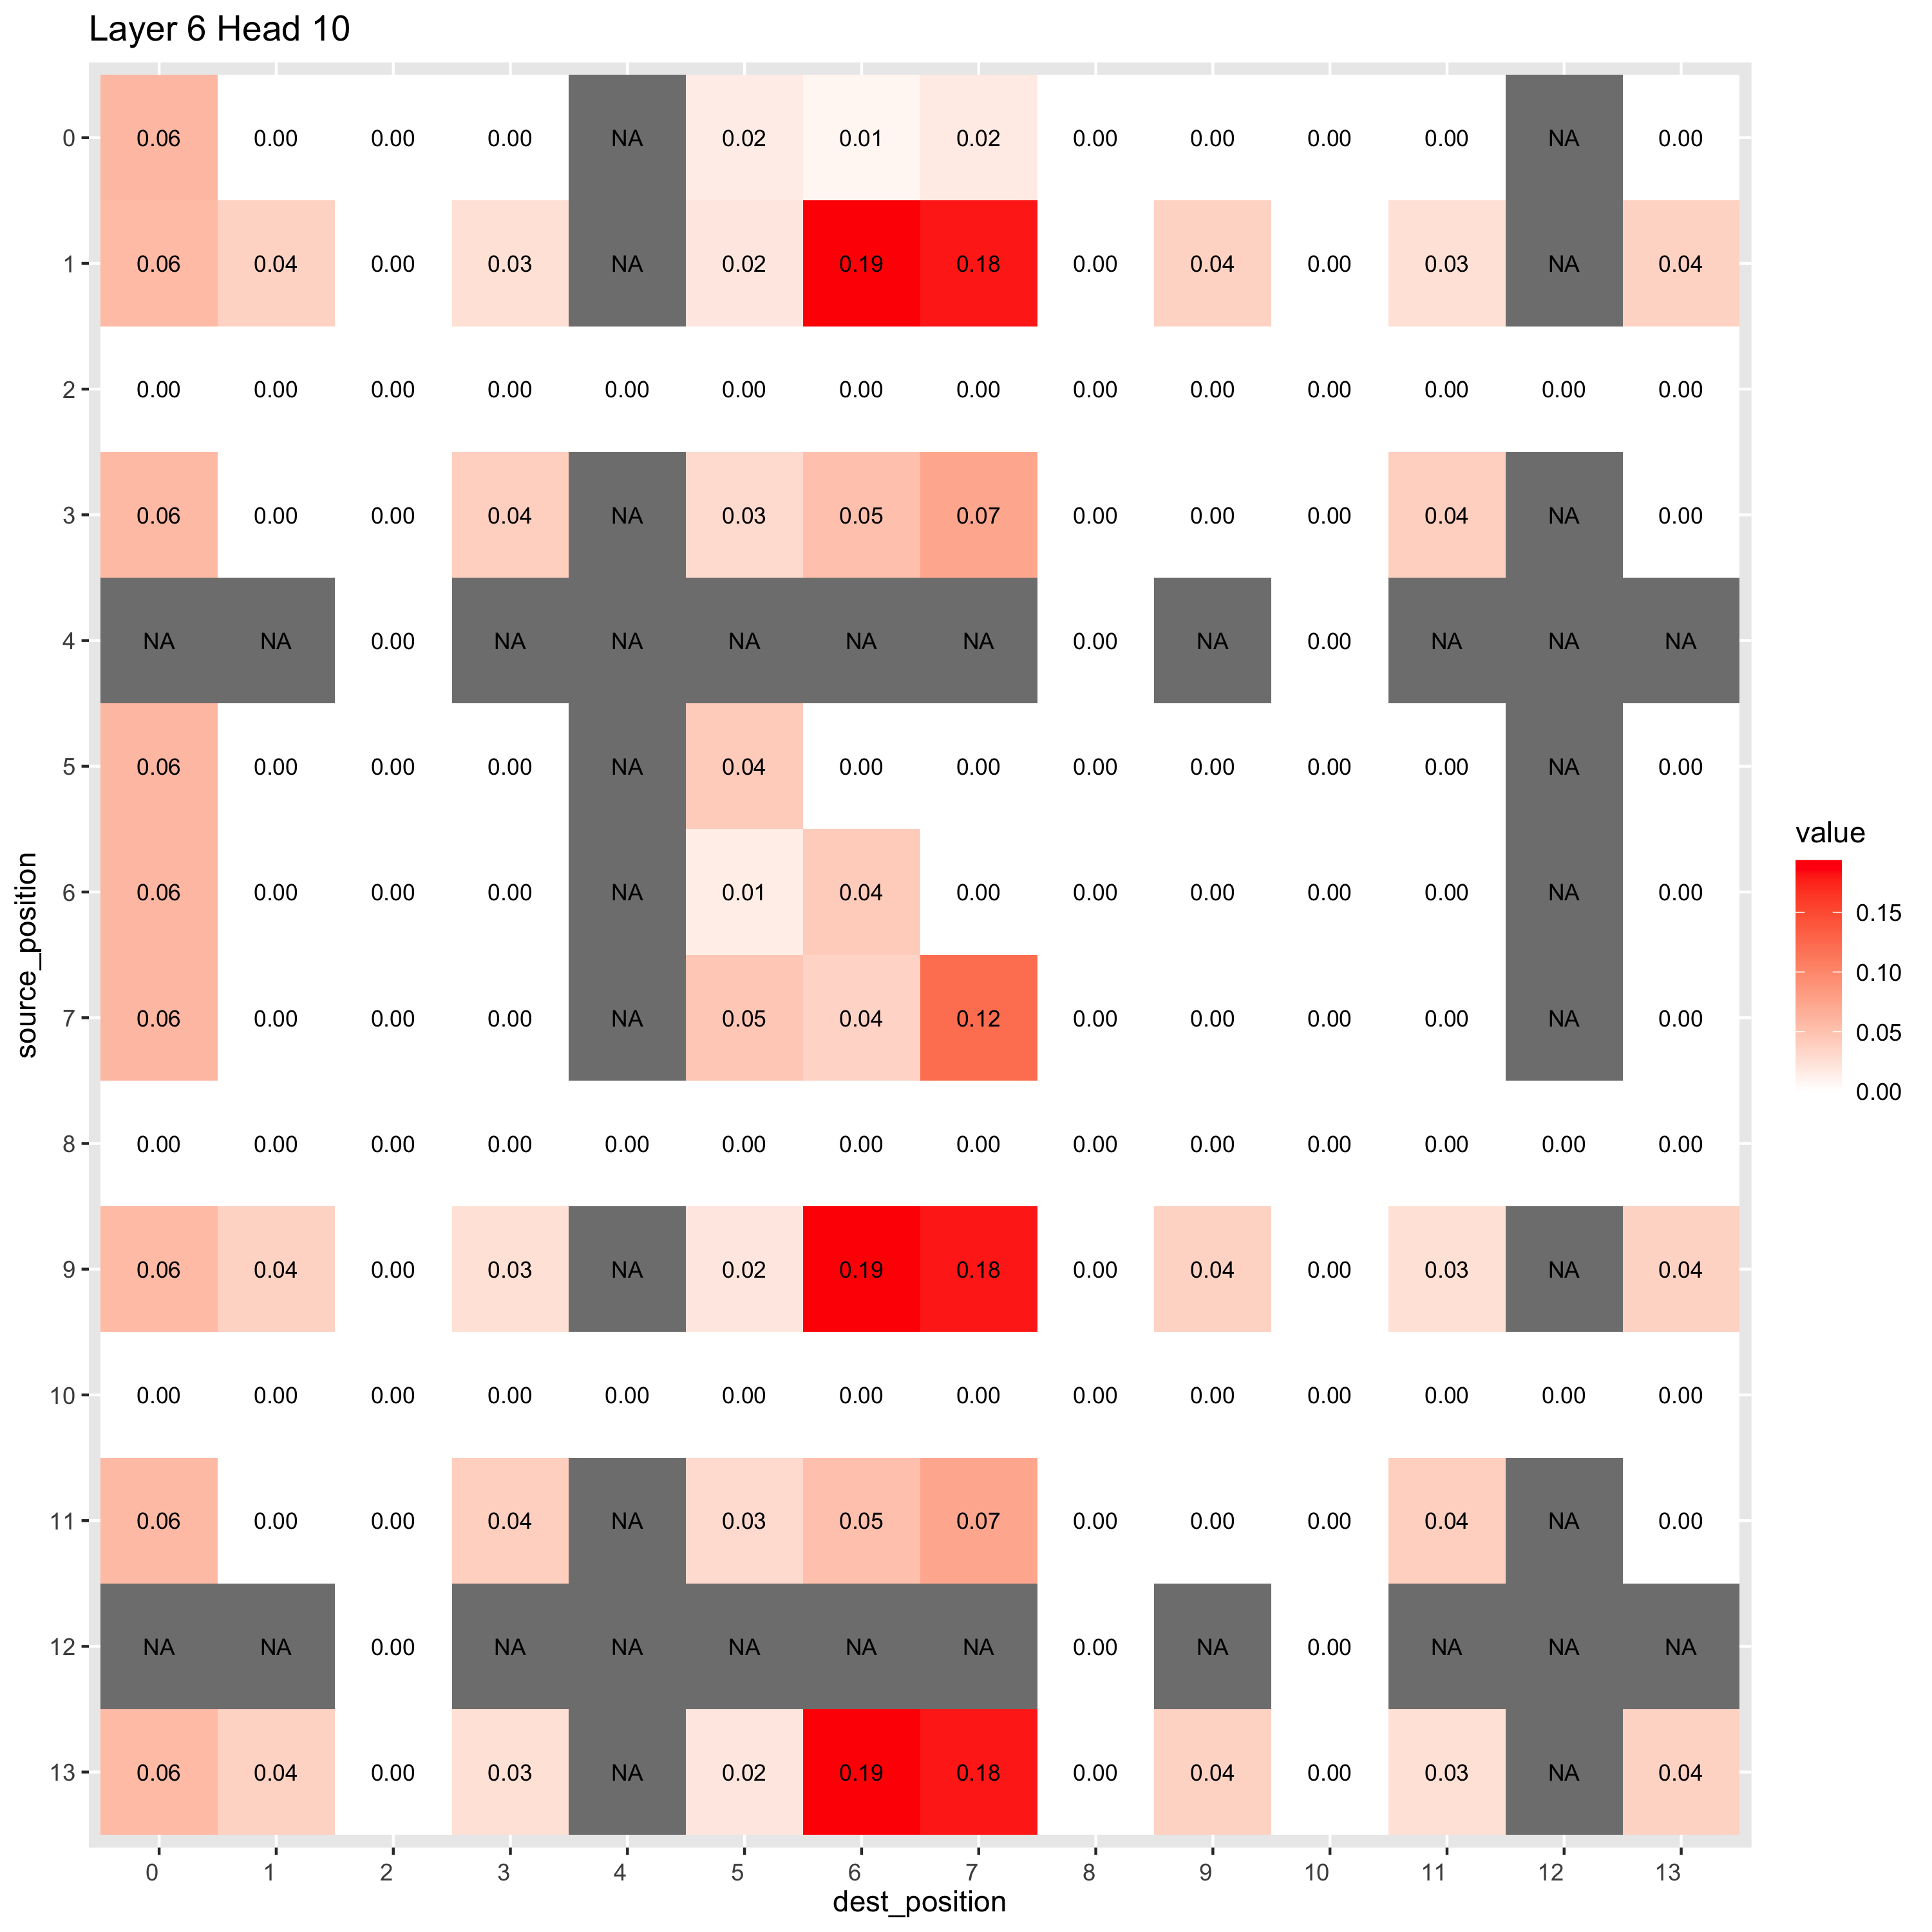 Layer 6 Head 10
0 0.06 0.00 0.00 0.00 NA 0.02 0.01 0.02 0.00 0.00 0.00 0.00 NA 0.00
1 0.06 0.04 0.00 0.03 NA 0.02 0.19 0.18 0.00 0.04 0.00 0.03 NA 0.04
2 0.00 0.00 0.00 0.00 0.00 0.00 0.00 0.00 0.00 0.00 0.00 0.00 0.00 0.00
3 0.06 0.00 0.00 0.04 NA 0.03 0.05 0.07 0.00 0.00 0.00 0.04 NA 0.00
4 NA NA 0.00 NA NA NA NA NA 0.00 NA 0.00 NA NA NA
5 0.06 0.00 0.00 0.00 NA 0.04 0.00 0.00 0.00 0.00 0.00 0.00 NA 0.00
6 0.06 0.00 0.00 0.00 NA 0.01 0.04 0.00 0.00 0.00 0.00 0.00 NA 0.00
7 0.06 0.00 0.00 0.00 NA 0.05 0.04 0.12 0.00 0.00 0.00 0.00 NA 0.00
8 0.00 0.00 0.00 0.00 0.00 0.00 0.00 0.00 0.00 0.00 0.00 0.00 0.00 0.00
9 0.06 0.04 0.00 0.03 NA 0.02 0.19 0.18 0.00 0.04 0.00 0.03 NA 0.04
10 0.00 0.00 0.00 0.00 0.00 0.00 0.00 0.00 0.00 0.00 0.00 0.00 0.00 0.00
11 0.06 0.00 0.00 0.04 NA 0.03 0.05 0.07 0.00 0.00 0.00 0.04 NA 0.00
12 NA NA 0.00 NA NA NA NA NA 0.00 NA 0.00 NA NA NA
13 0.06 0.04 0.00 0.03 NA 0.02 0.19 0.18 0.00 0.04 0.00 0.03 NA 0.04
0 1 2 3 4 5 6 7 8 9 10 11 12 13
dest_position
source_position
value
0.15
0.10
0.05
0.00